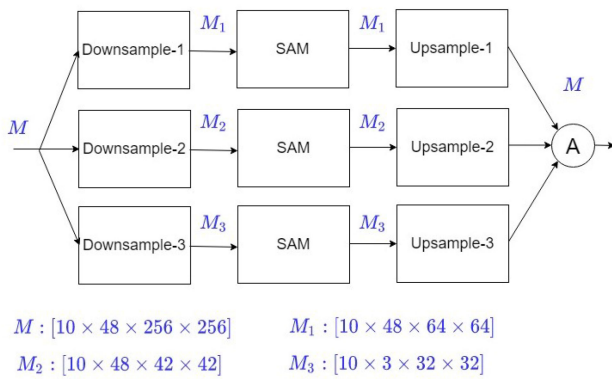 M₁ M₁
Downsample-1 SAM Upsample-1
M
M₂ M₂
M
Downsample-2 SAM Upsample-2 A
M₃ M₃
Downsample-3 SAM Upsample-3
M : [10 × 48 × 256 × 256] M₁ : [10 × 48 × 64 × 64]
M₂ : [10 × 48 × 42 × 42] M₃ : [10 × 3 × 32 × 32]